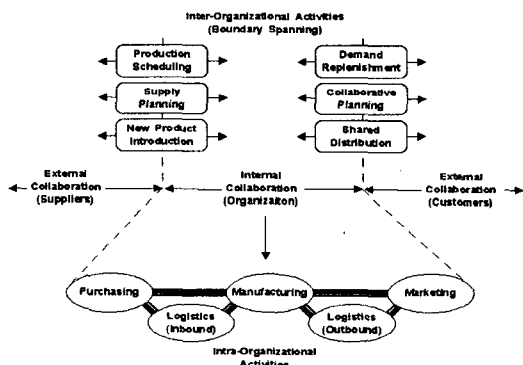 Inter-Organizational Activities
(Boundary Spanning)
Production
Scheduling
Demand
Replenishment
Supply
Planning
Collaborative
Planning
New Product
Introduction
Shared
Distribution
External
Collaboration
(Suppliers)
Internal
Collaboration
(Organizaiton)
External
Collaboration
(Customers)
Purchasing
Manufacturing
Marketing
Logistics
(Inbound)
Logistics
(Outbound)
Intra-Organizational
Activities